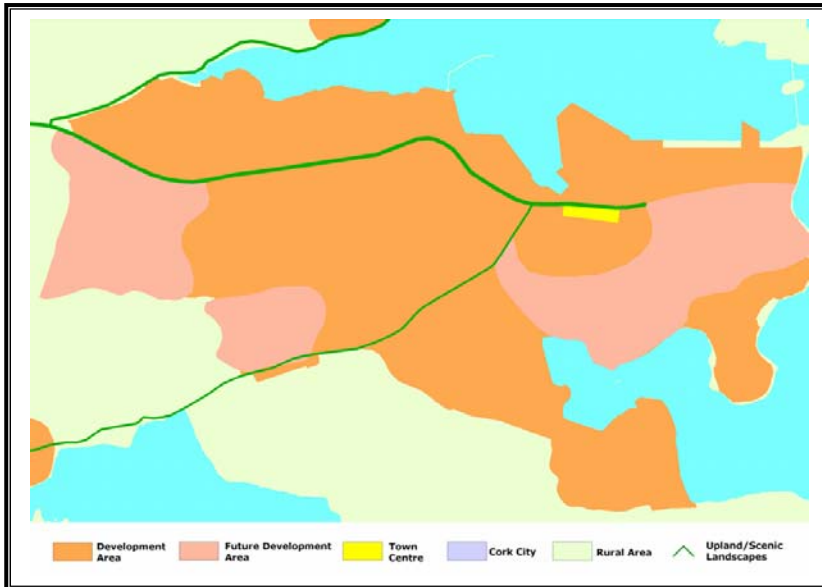 Development
Area
Future Development
Area
Town
Centre
Cork City
Rural Area
Upland/Scenic
Landscapes